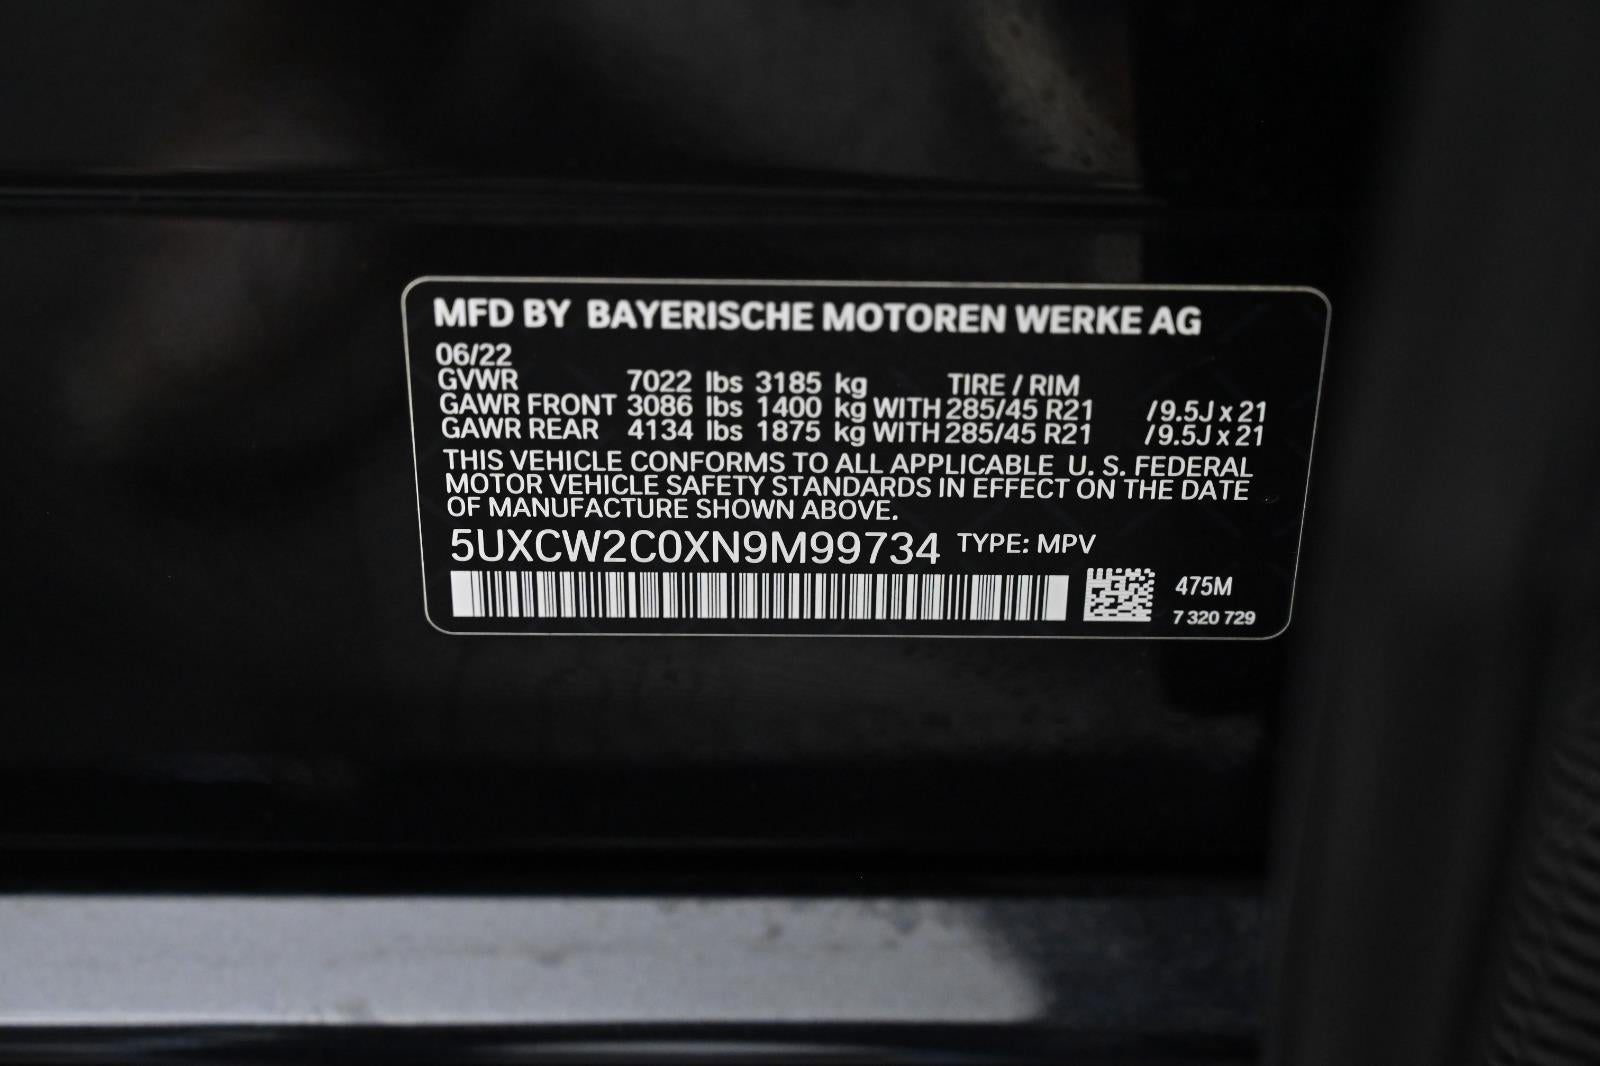 MFD BY BAYERISCHE MOTOREN WERKE AG
06/22
GVWR 7022 lbs 3185 kg TIRE / RIM
GAWR FRONT 3086 lbs 1400 kg WITH 285/45 R21 / 9.5J x 21
GAWR REAR 4134 lbs 1875 kg WITH 285/45 R21 / 9.5J x 21
THIS VEHICLE CONFORMS TO ALL APPLICABLE U. S. FEDERAL
MOTOR VEHICLE SAFETY STANDARDS IN EFFECT ON THE DATE
OF MANUFACTURE SHOWN ABOVE.
5UXCW2C0XN9M99734 TYPE: MPV
475M
7 320 729